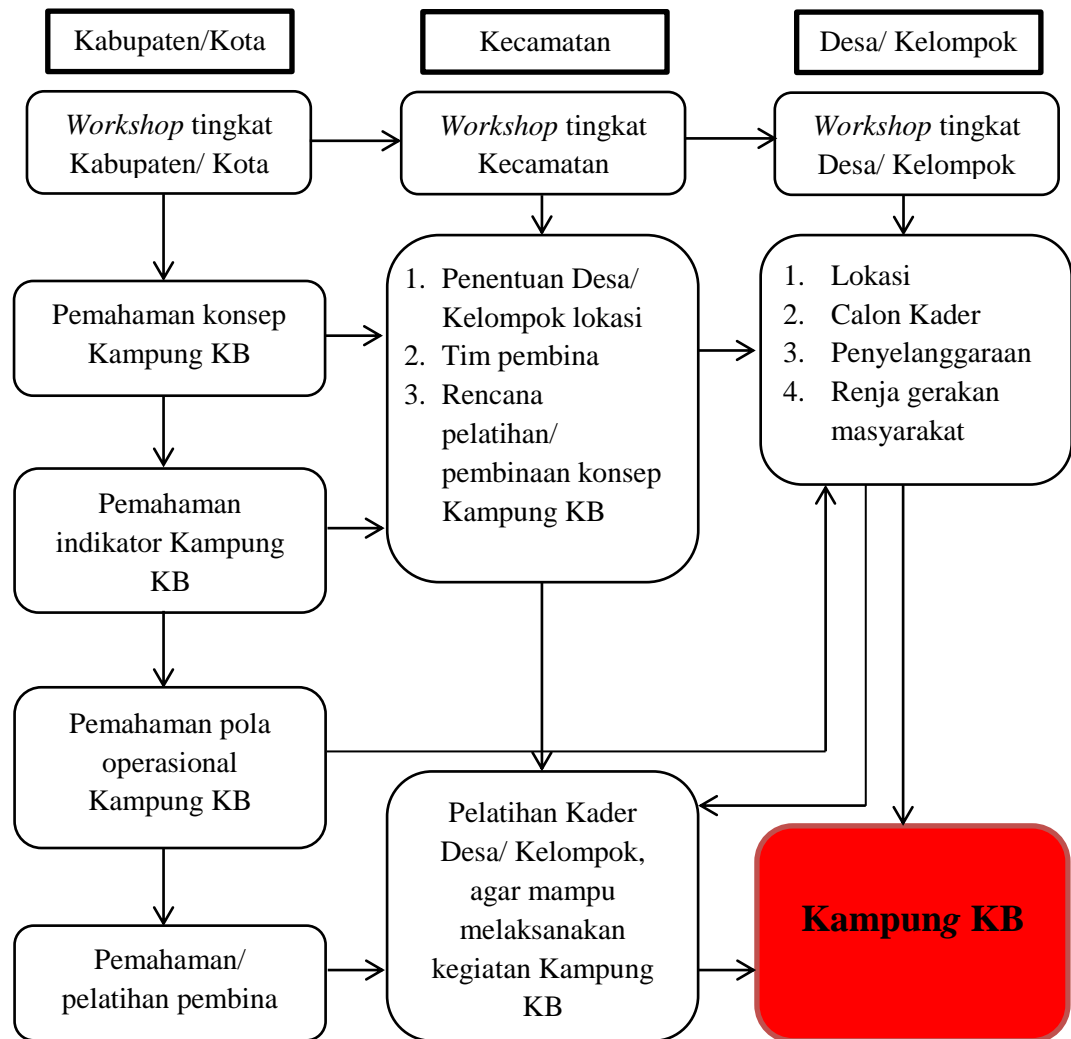 Kabupaten/Kota
Kecamatan
Desa/ Kelompok
Workshop tingkat
Kabupaten/ Kota
Workshop tingkat
Kecamatan
Workshop tingkat
Desa/ Kelompok
Pemahaman konsep
Kampung KB
1. Penentuan Desa/
Kelompok lokasi
2. Tim pembina
3. Rencana
pelatihan/
pembinaan konsep
Kampung KB
1. Lokasi
2. Calon Kader
3. Penyelanggaraan
4. Renja gerakan
masyarakat
Pemahaman
indikator Kampung
KB
Pemahaman pola
operasional
Kampung KB
Pelatihan Kader
Desa/ Kelompok,
agar mampu
melaksanakan
kegiatan Kampung
KB
Kampung KB
Pemahaman/
pelatihan pembina